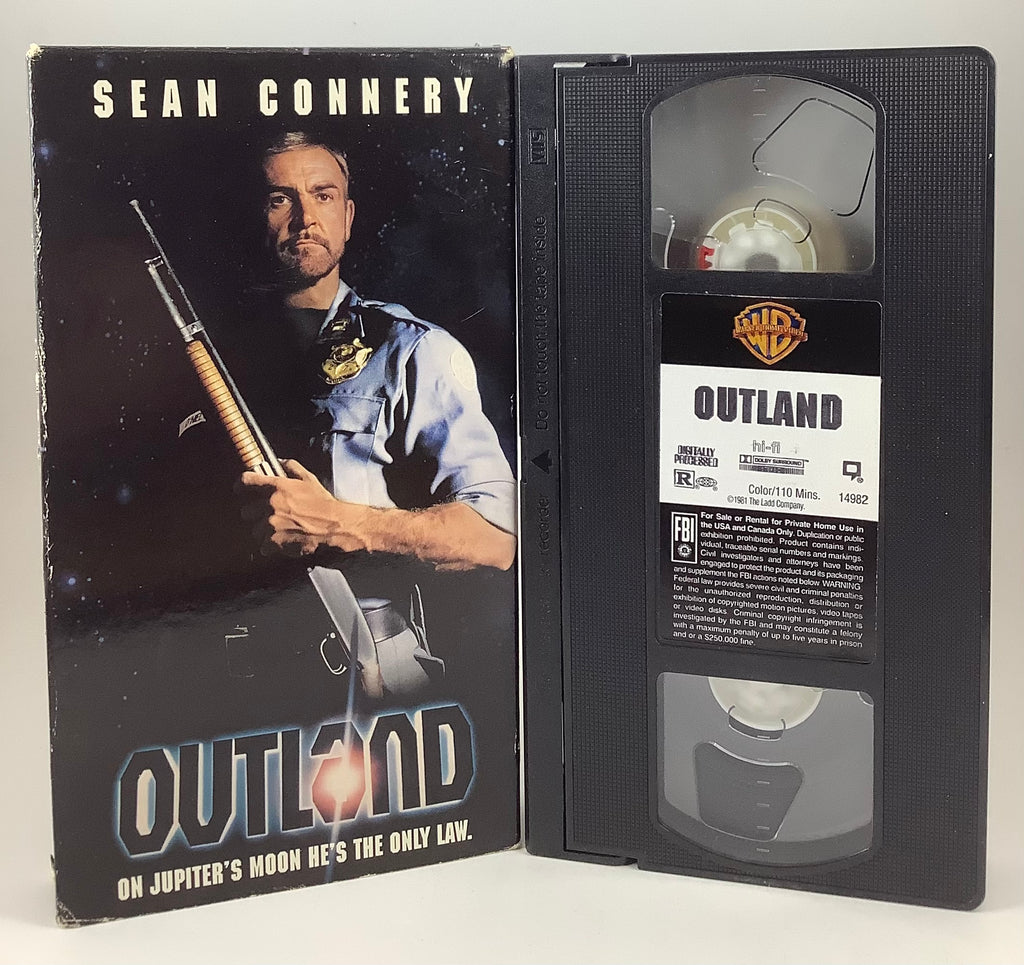 SEAN CONNERY
OUTLAND
ON JUPITER'S MOON HE'S THE ONLY LAW.
VHS
Do not touch the tape inside
recorder
WB
WARNER HOME VIDEO
OUTLAND
DIGITALLY
PROCESSED
hi-fi
DOLBY SURROUND
R
Color/110 Mins.
14982
©1981 The Ladd Company.
FBI
For Sale or Rental for Private Home Use in
the USA and Canada Only. Duplication or public
exhibition prohibited. Product contains indi-
vidual, traceable serial numbers and markings.
Civil investigators and attorneys have been
engaged to protect the product and its packaging
and supplement the FBI actions noted below. WARNING:
Federal law provides severe civil and criminal penalties
for the unauthorized reproduction, distribution or
exhibition of copyrighted motion pictures, video tapes
or video disks. Criminal copyright infringement is
investigated by the FBI and may constitute a felony
with a maximum penalty of up to five years in prison
and or a $250,000 fine.